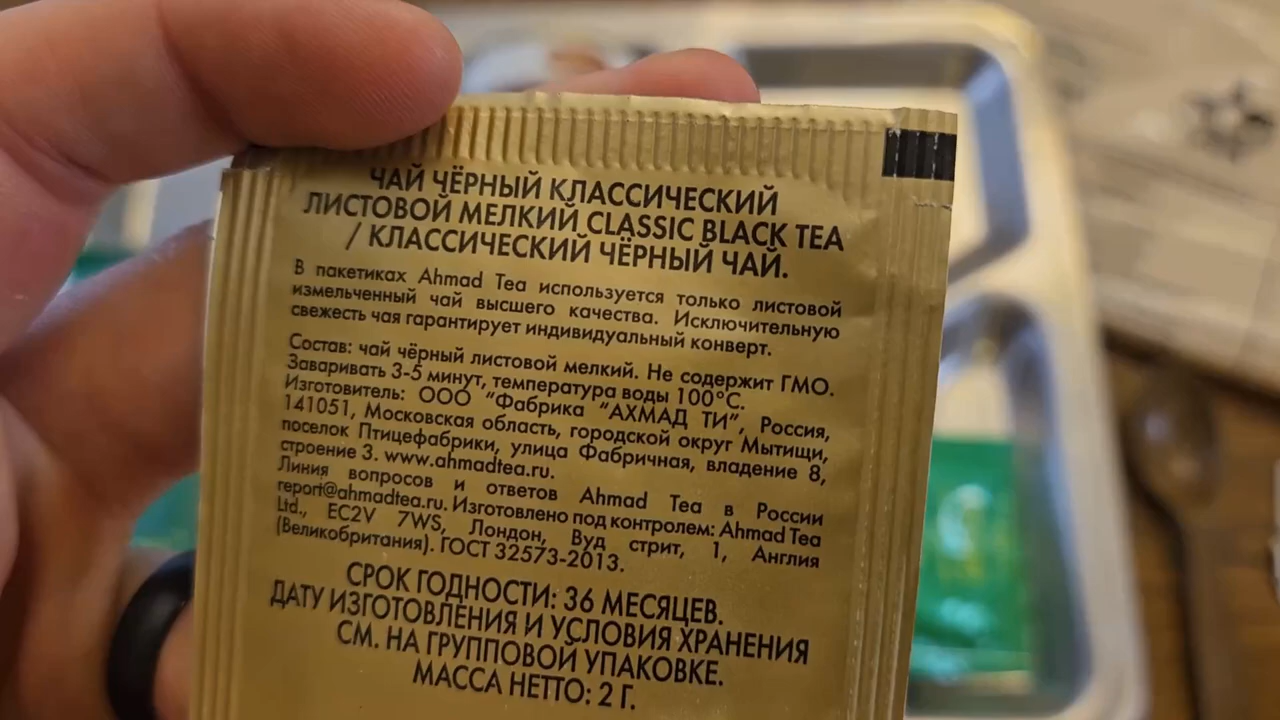 ЧАЙ ЧЁРНЫЙ КЛАССИЧЕСКИЙ
ЛИСТОВОЙ МЕЛКИЙ CLASSIC BLACK TEA
/ КЛАССИЧЕСКИЙ ЧЁРНЫЙ ЧАЙ.
В пакетиках Ahmad Tea используется только листовой
измельченный чай высшего качества. Исключительную
свежесть чая гарантирует индивидуальный конверт.
Состав: чай чёрный листовой мелкий. Не содержит ГМО.
Заваривать 3-5 минут, температура воды 100°C.
Изготовитель: ООО "Фабрика "АХМАД ТИ", Россия,
141051, Московская область, городской округ Мытищи,
поселок Птицефабрики, улица Фабричная, владение 8,
строение 3. www.ahmadtea.ru.
Линия вопросов и ответов Ahmad Tea в России
report@ahmadtea.ru. Изготовлено под контролем: Ahmad Tea
Ltd., EC2V 7WS, Лондон, Вуд стрит, 1, Англия
(Великобритания). ГОСТ 32573-2013.
СРОК ГОДНОСТИ: 36 МЕСЯЦЕВ.
ДАТУ ИЗГОТОВЛЕНИЯ И УСЛОВИЯ ХРАНЕНИЯ
СМ. НА ГРУППОВОЙ УПАКОВКЕ.
МАССА НЕТТО: 2 Г.